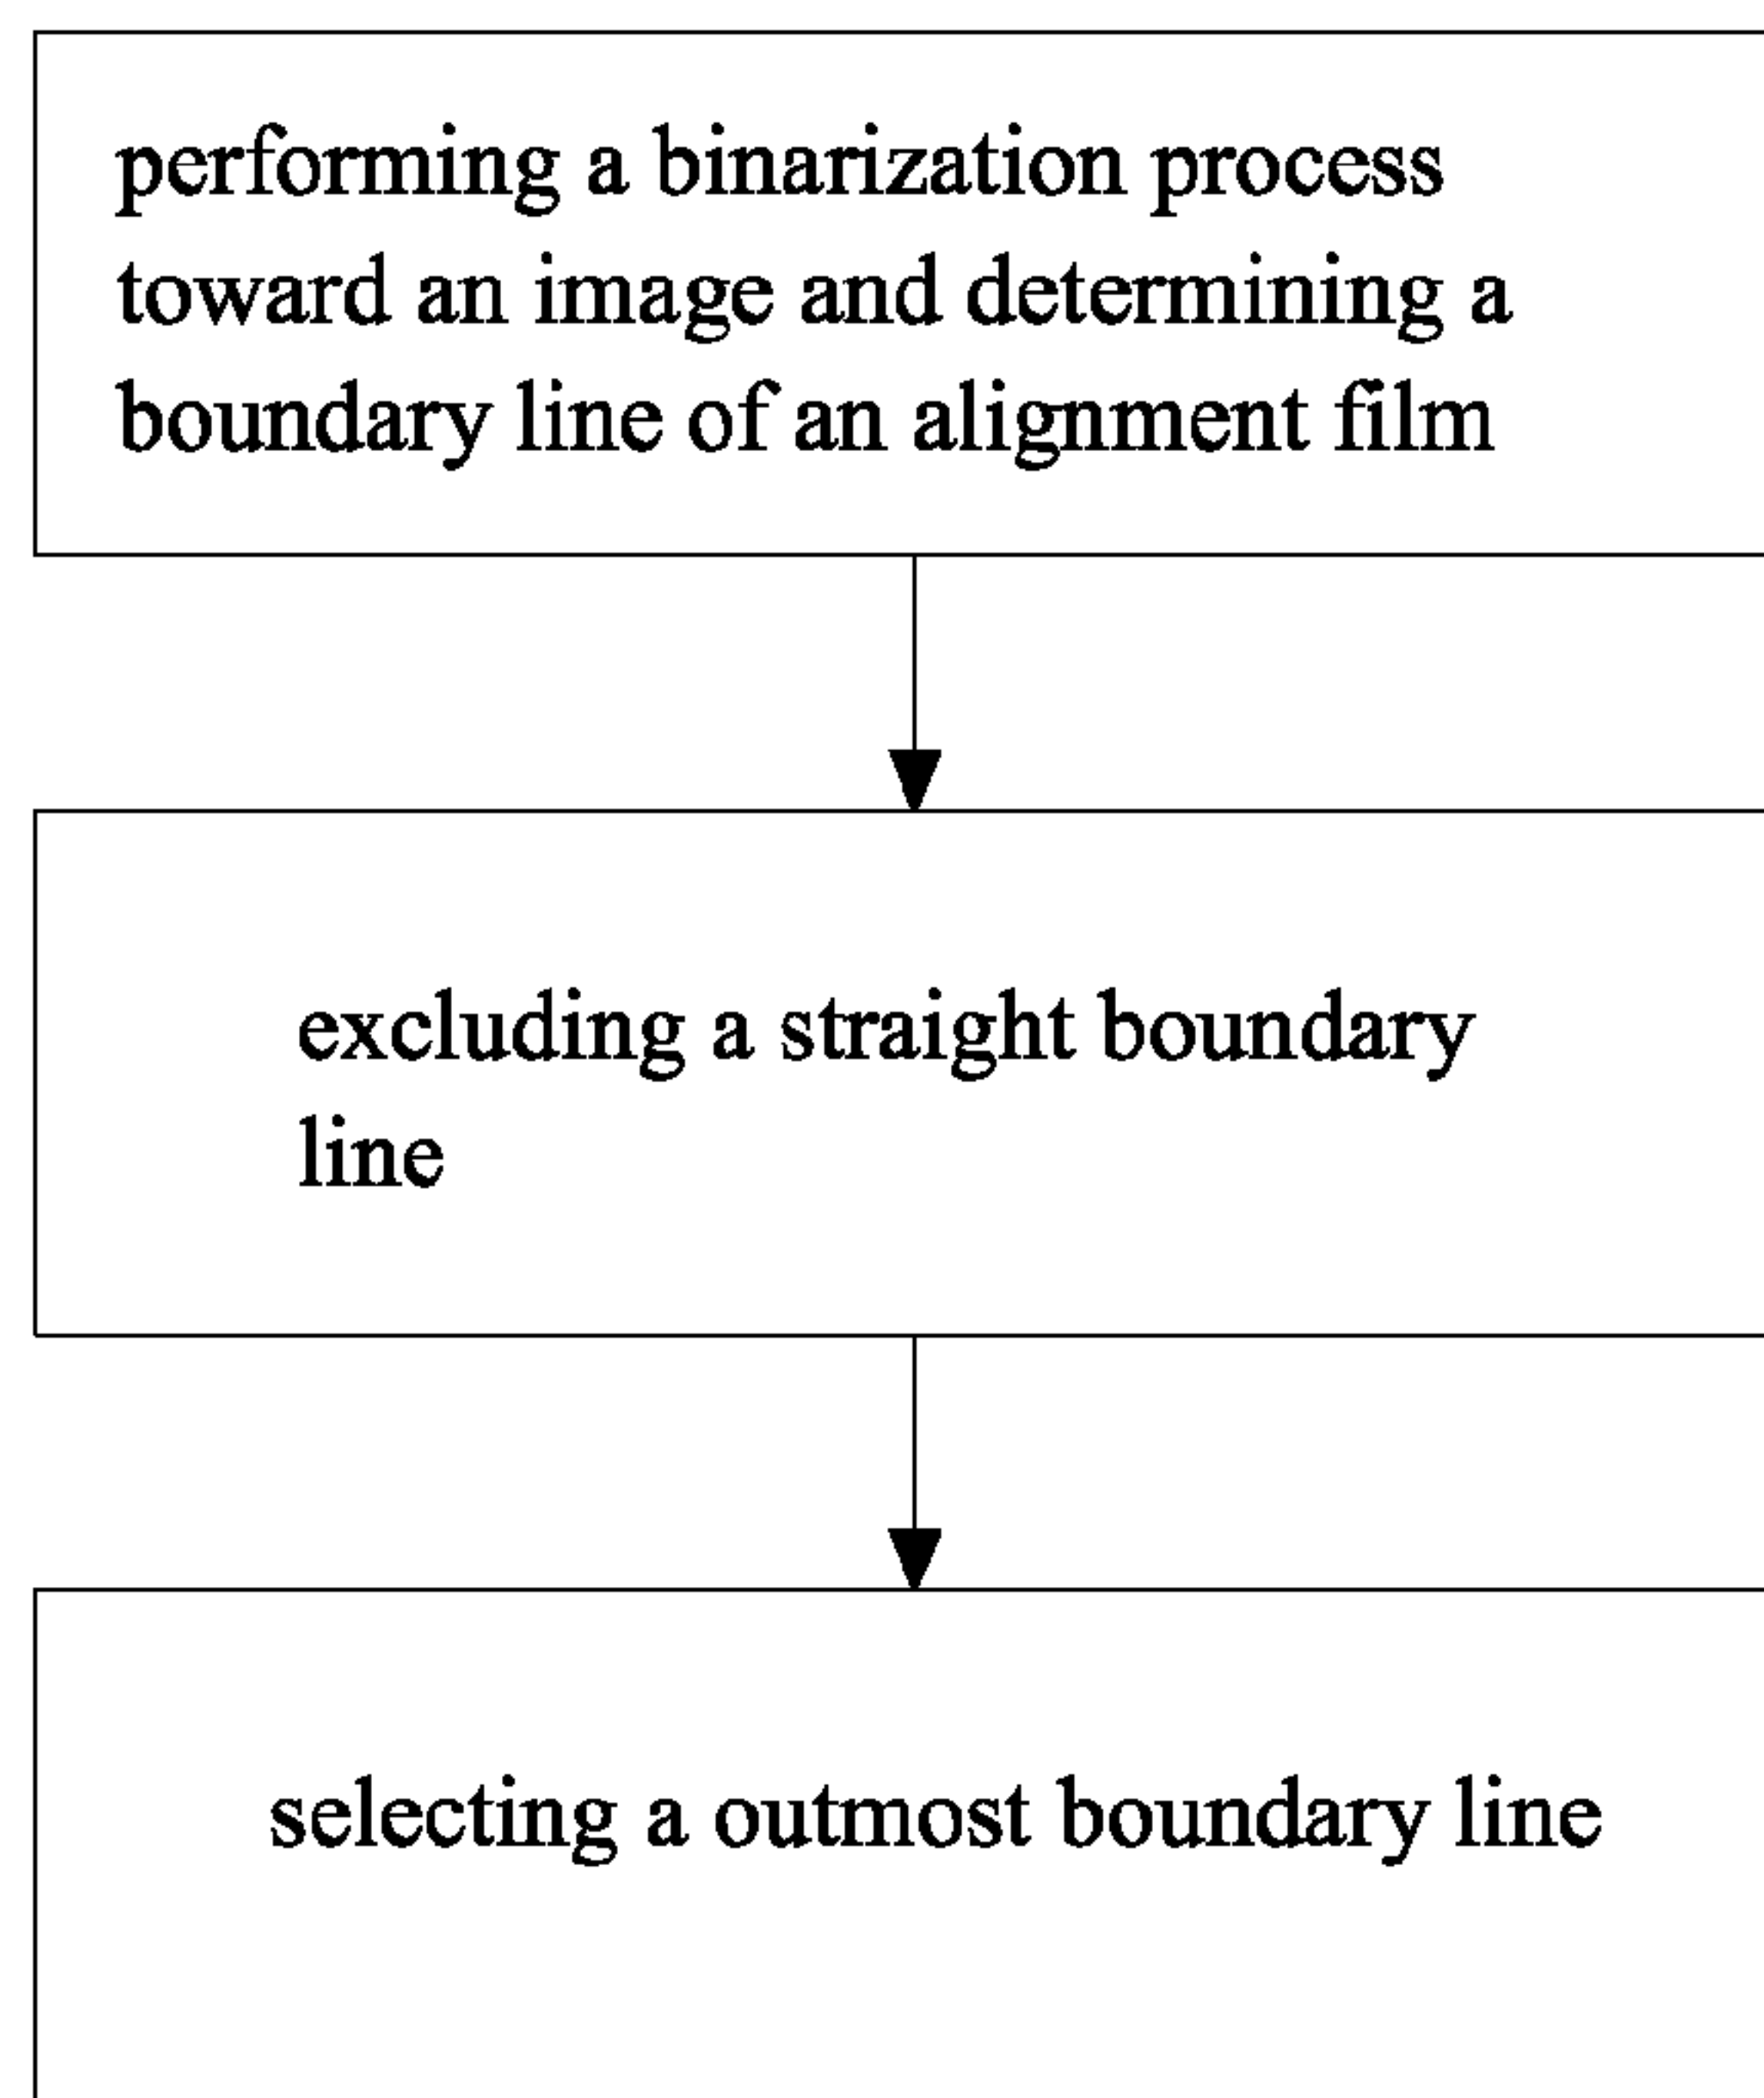 performing a binarization process
toward an image and determining a
boundary line of an alignment film
excluding a straight boundary
line
selecting a outmost boundary line